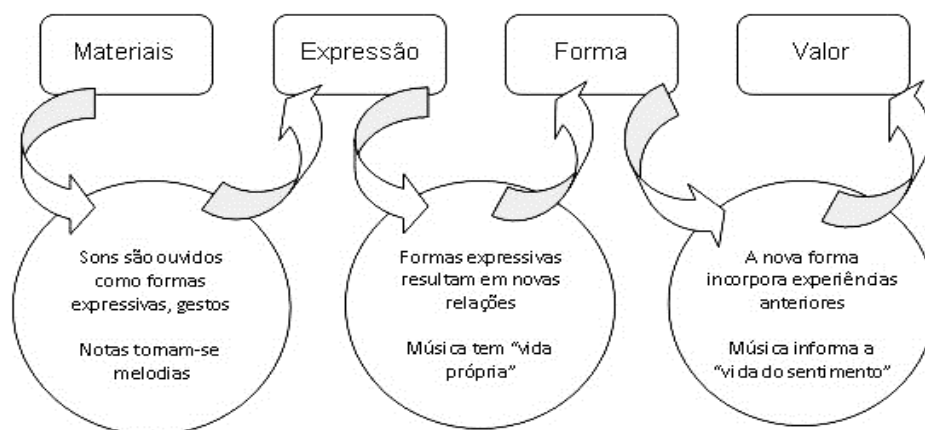 Materiais
Expressão
Forma
Valor
Sons são ouvidos
como formas
expressivas, gestos
Notas tornam-se
melodias
Formas expressivas
resultam em novas
relações
Música tem “vida
própria”
A nova forma
incorpora experiências
anteriores
Música informa a
“vida do sentimento”